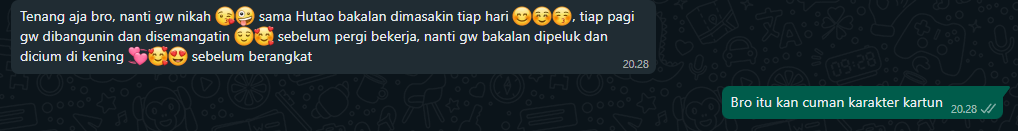 Tenang aja bro, nanti gw nikah 😘🤪 sama Hutao bakalan dimasakin tiap hari 😊😊😚, tiap pagi
gw dibangunin dan disemangatin 😌🥰 sebelum pergi bekerja, nanti gw bakalan dipeluk dan
dicium di kening 💘🥰😍 sebelum berangkat
20.28
Bro itu kan cuman karakter kartun 20.28